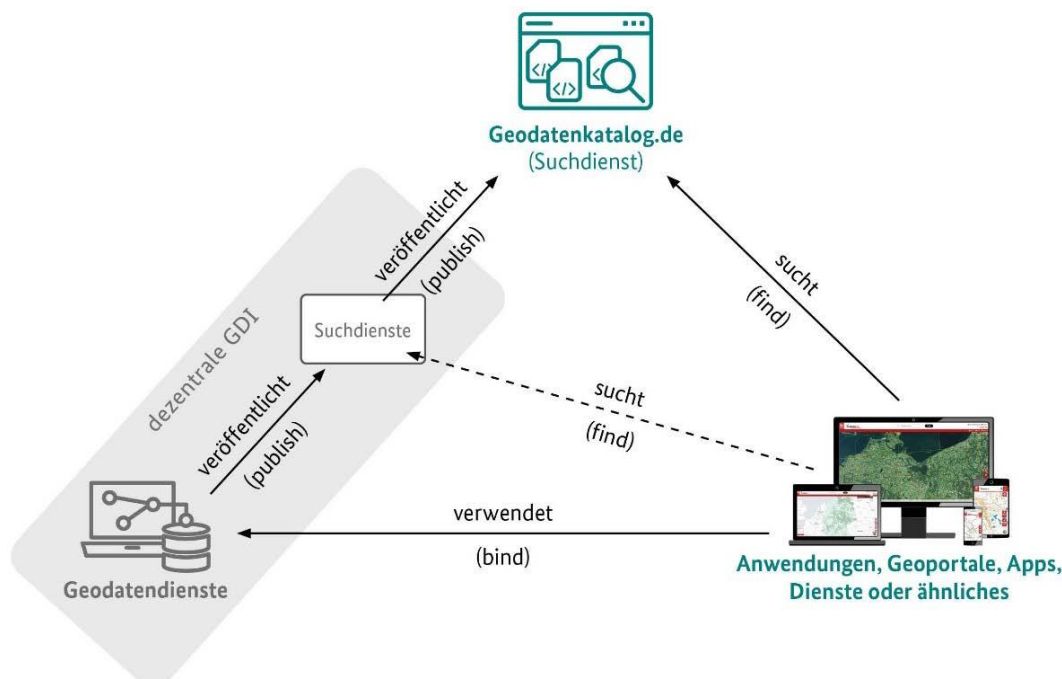 </>
</>
</>
Geodatenkatalog.de
(Suchdienst)
veröffentlicht
(publish)
sucht
(find)
dezentrale GDI
Suchdienste
veröffentlicht
(publish)
sucht
(find)
verwendet
(bind)
Geodatendienste
Anwendungen, Geoportale, Apps,
Dienste oder ähnliches